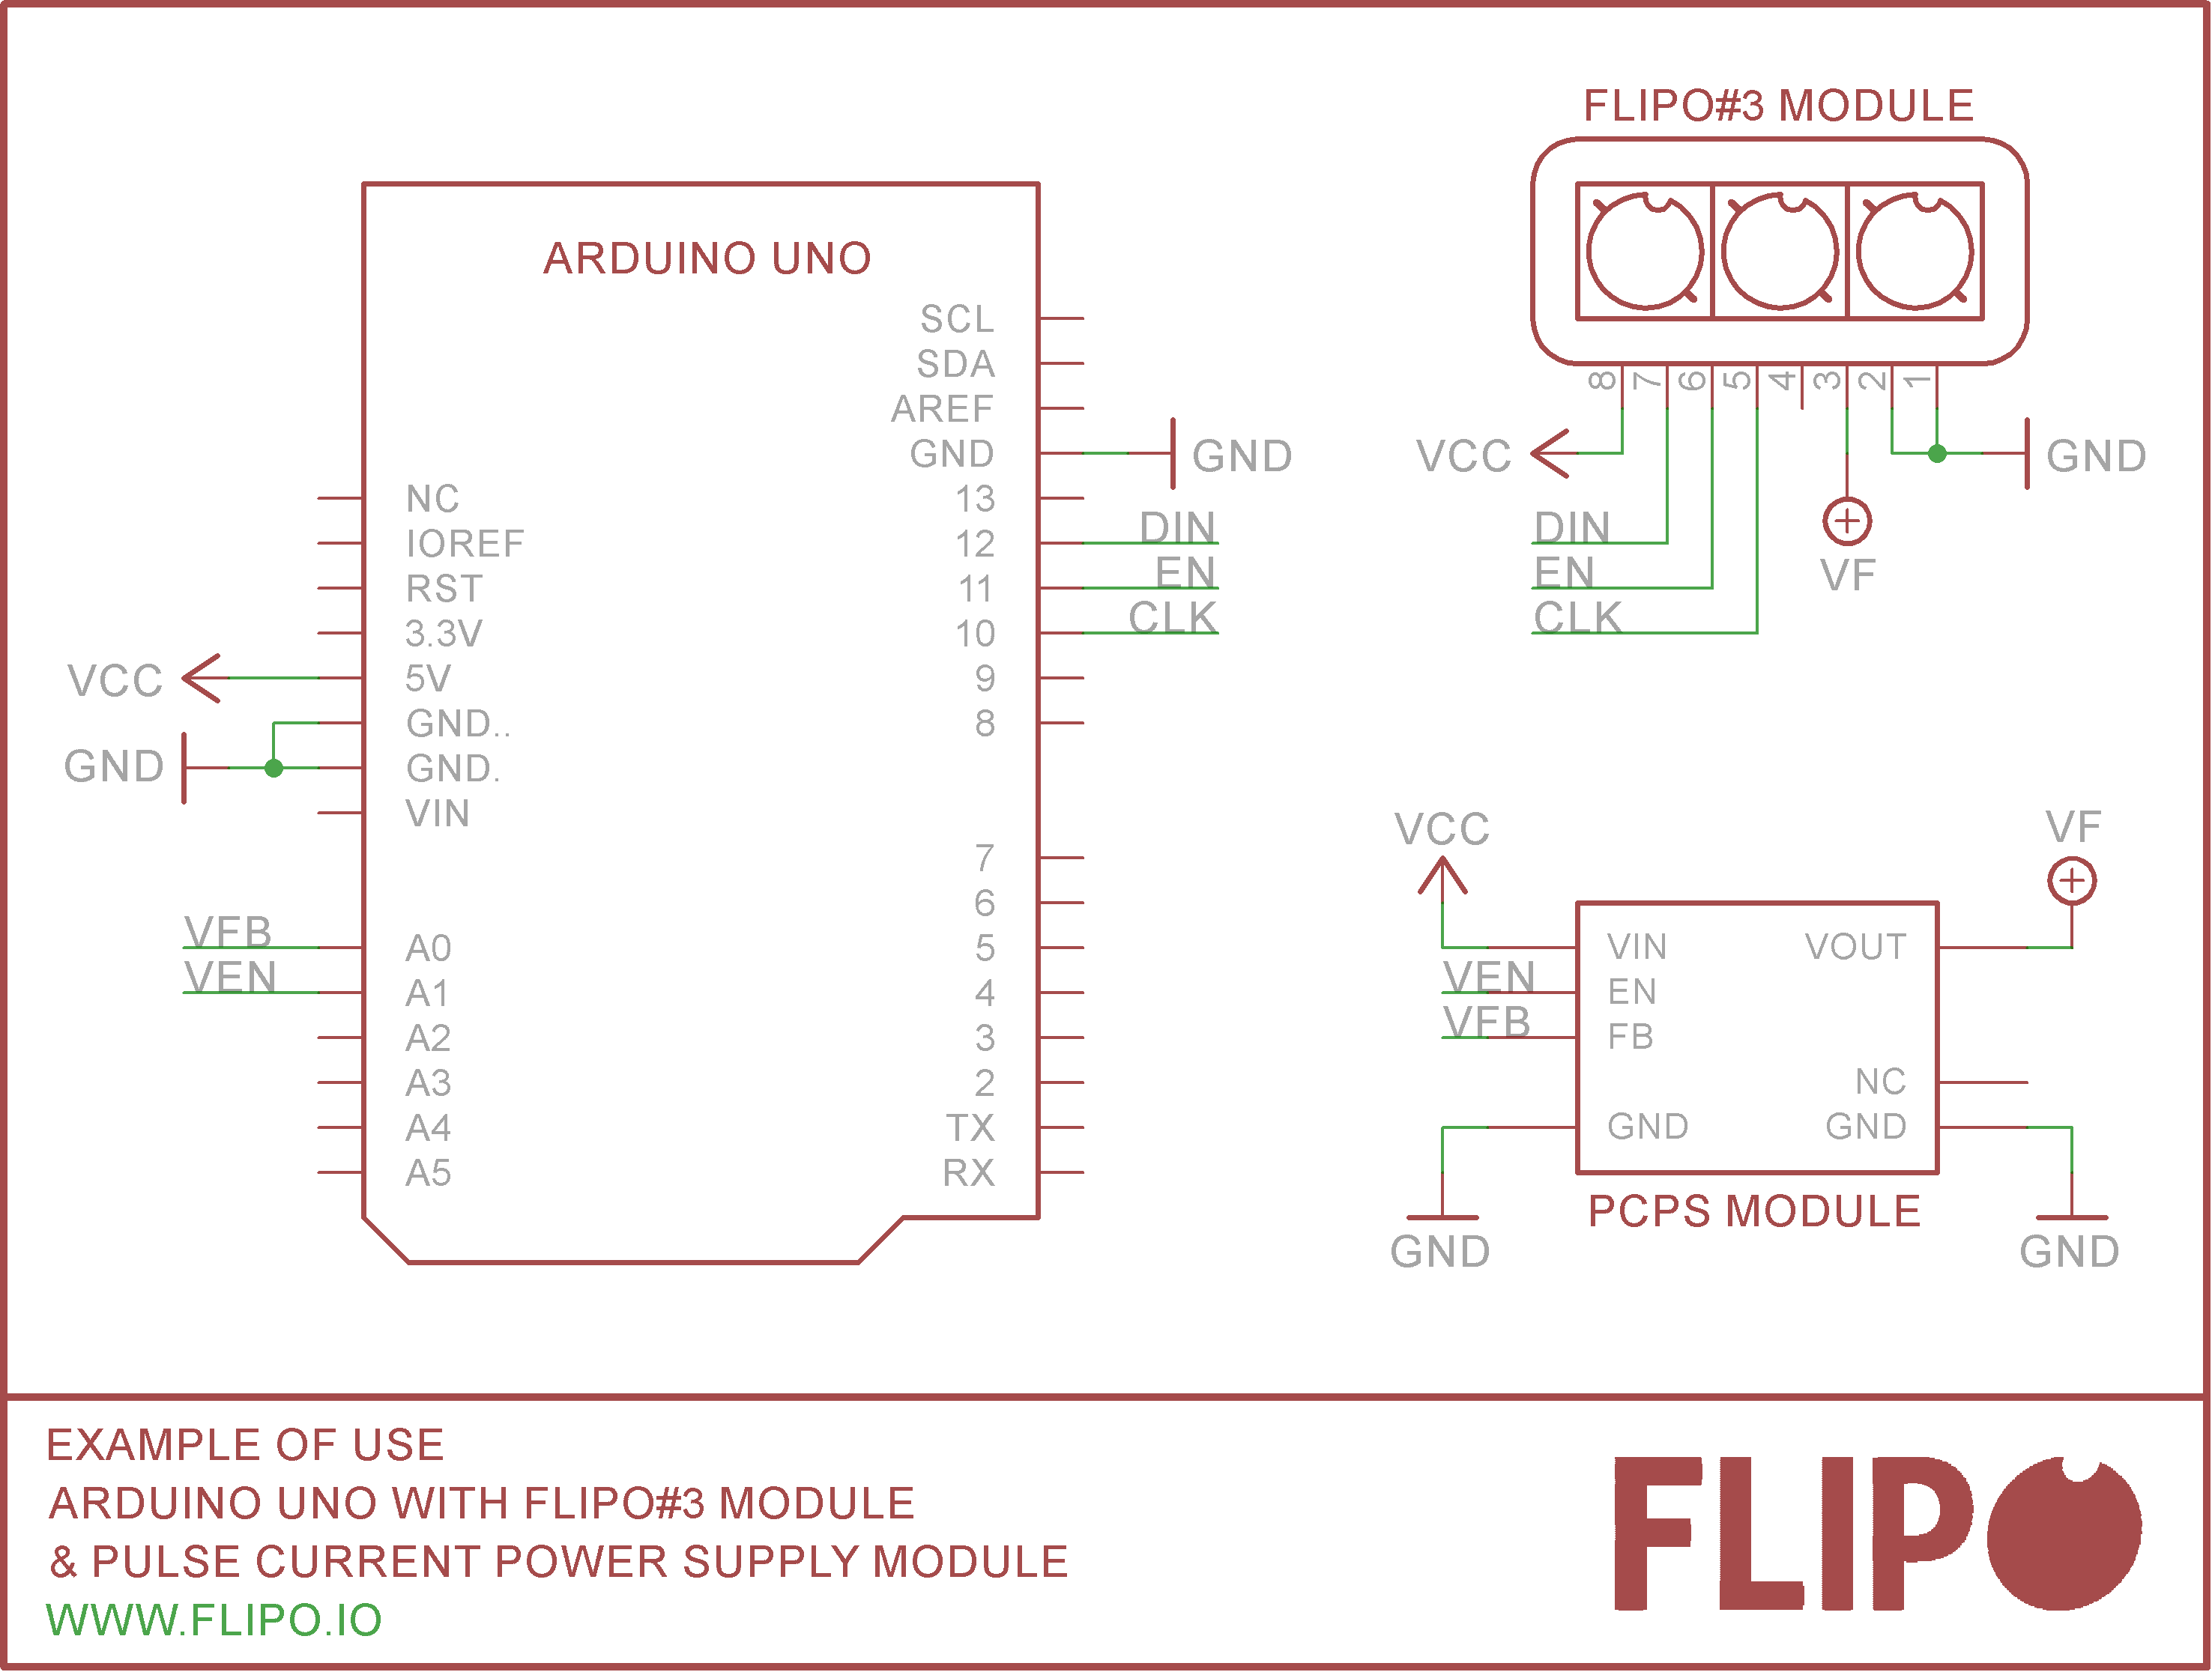 FLIPO#3 MODULE
ARDUINO UNO
SCL
SDA
AREF
GND
13
12
11
10
9
8
7
6
5
4
3
2
TX
RX
NC
IOREF
RST
3.3V
5V
GND..
GND.
VIN
A0
A1
A2
A3
A4
A5
VCC
GND
VFB
VEN
GND
DIN
EN
CLK
8 7 6 5 4 3 2 1
VCC
GND
DIN
EN
CLK
VF
VCC
VF
VIN
VOUT
VEN
EN
VFB
FB
NC
GND
GND
PCPS MODULE
GND
GND
EXAMPLE OF USE
ARDUINO UNO WITH FLIPO#3 MODULE
& PULSE CURRENT POWER SUPPLY MODULE
WWW.FLIPO.IO
FLIPO